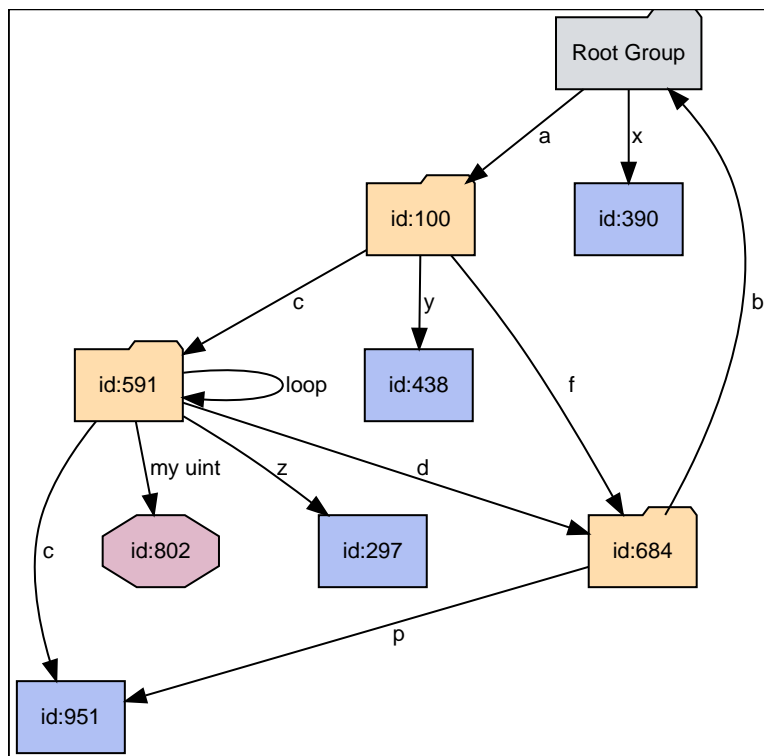 Root Group
a
x
id:100
id:390
c
y
b
id:591
loop
id:438
f
my uint
z
d
c
id:802
id:297
id:684
p
id:951